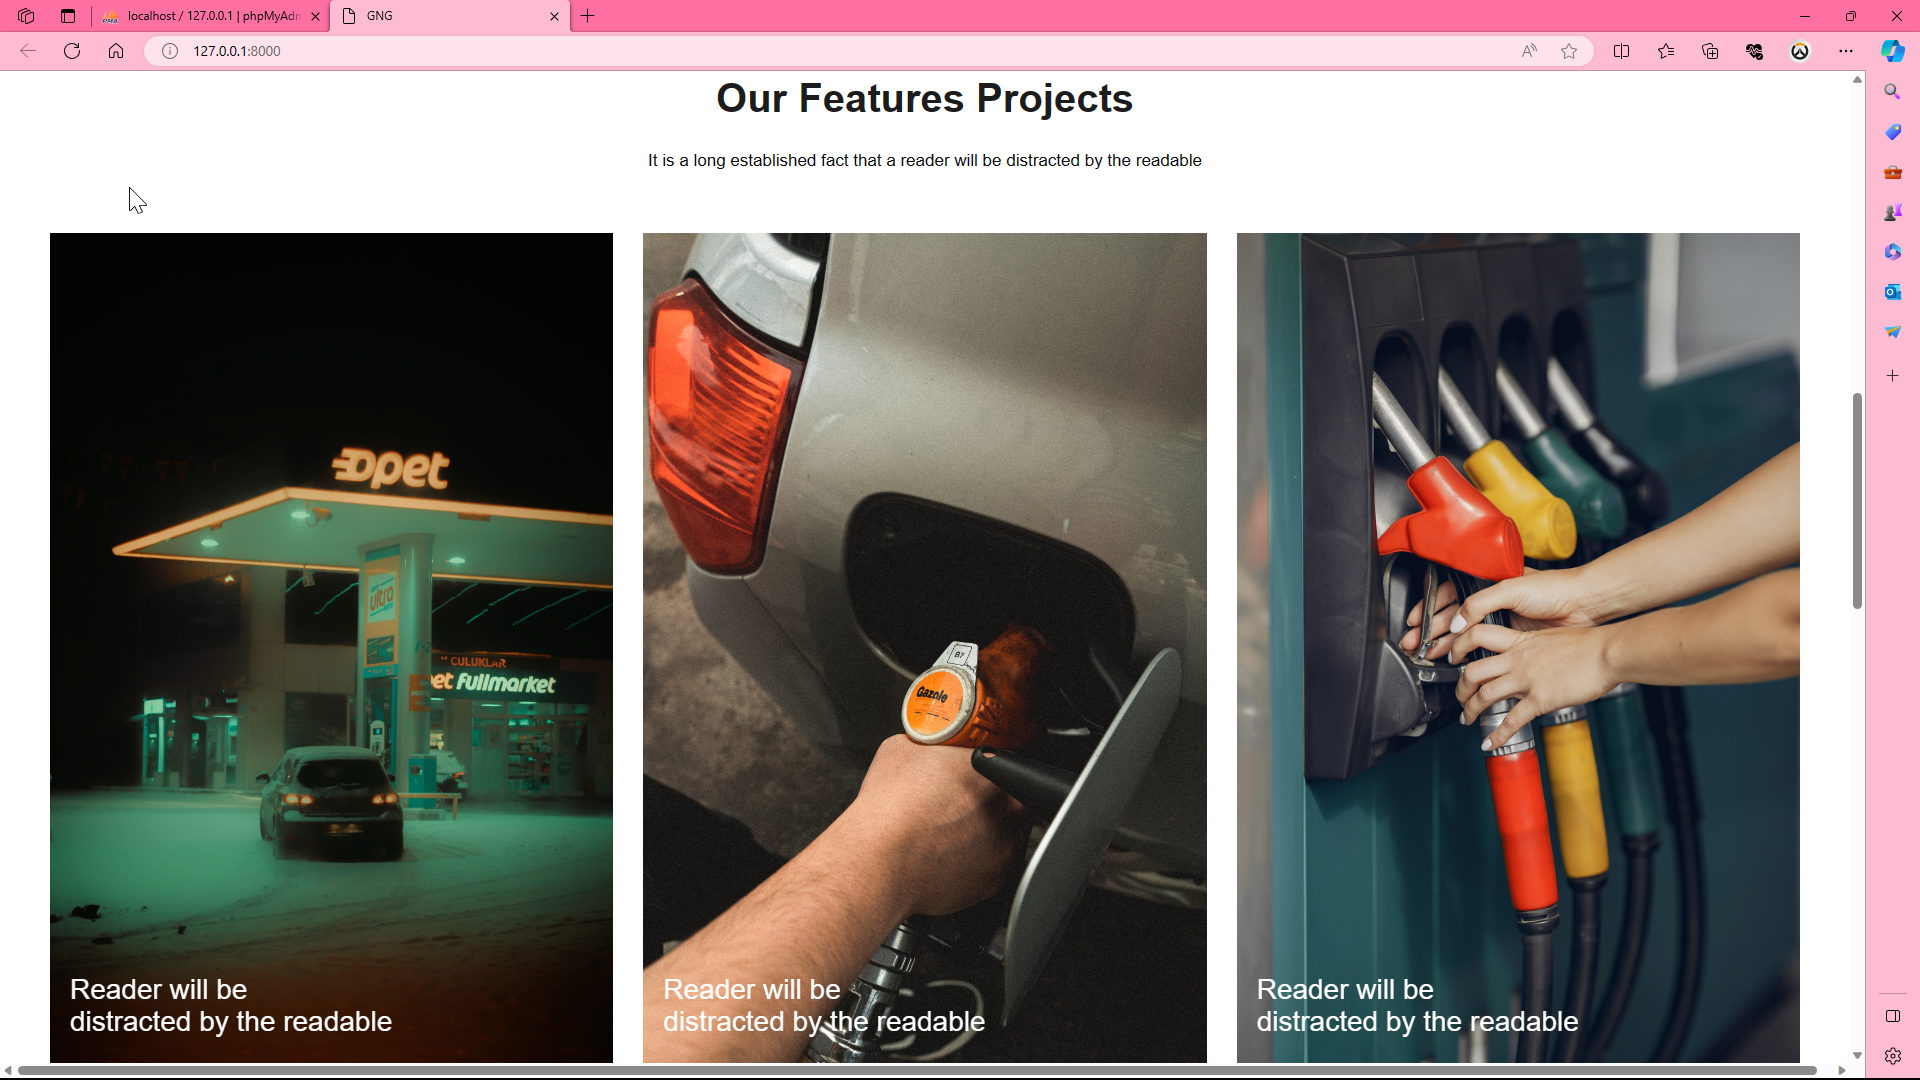 localhost / 127.0.0.1 | phpMyAdm
GNG
127.0.0.1:8000
Our Features Projects
It is a long established fact that a reader will be distracted by the readable
opet
ultra
CULUKLAR
et fullmarket
B7
Gazole
Reader will be
distracted by the readable
Reader will be
distracted by the readable
Reader will be
distracted by the readable